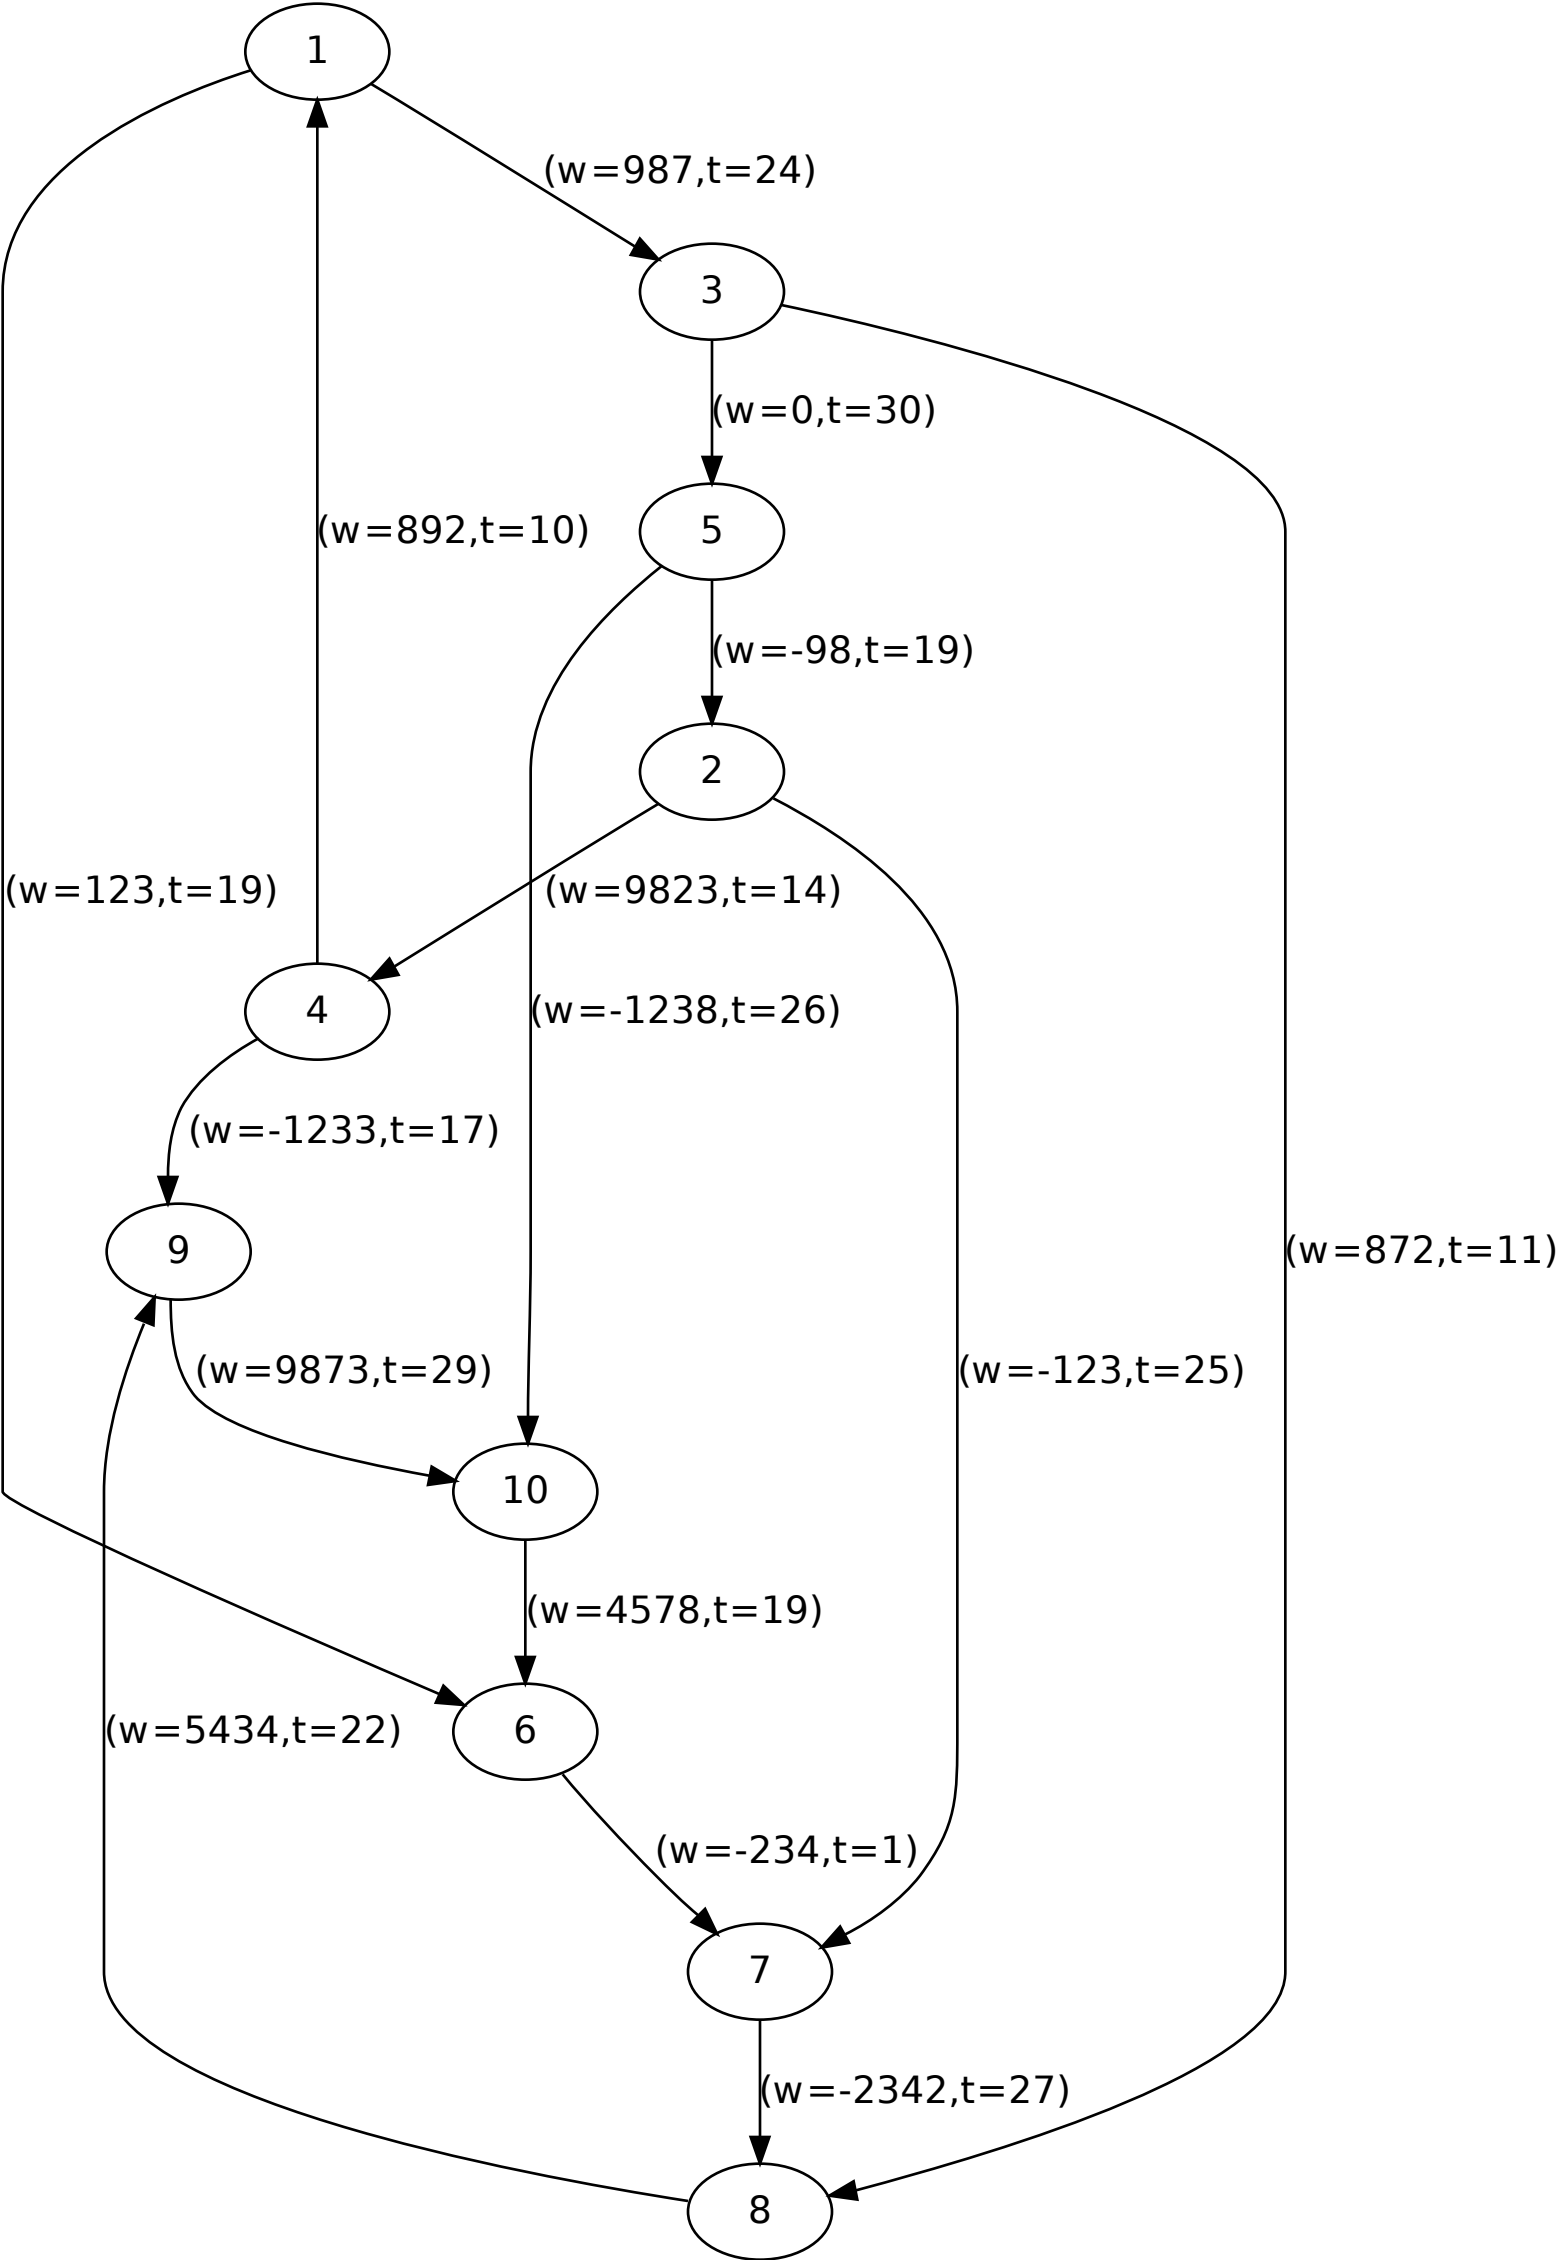 1
(w=987,t=24)
3
(w=0,t=30)
(w=892,t=10)
5
(w=-98,t=19)
2
(w=123,t=19)
(w=9823,t=14)
4
(w=-1238,t=26)
(w=-1233,t=17)
9
(w=872,t=11)
(w=9873,t=29)
(w=-123,t=25)
10
(w=4578,t=19)
(w=5434,t=22)
6
(w=-234,t=1)
7
(w=-2342,t=27)
8